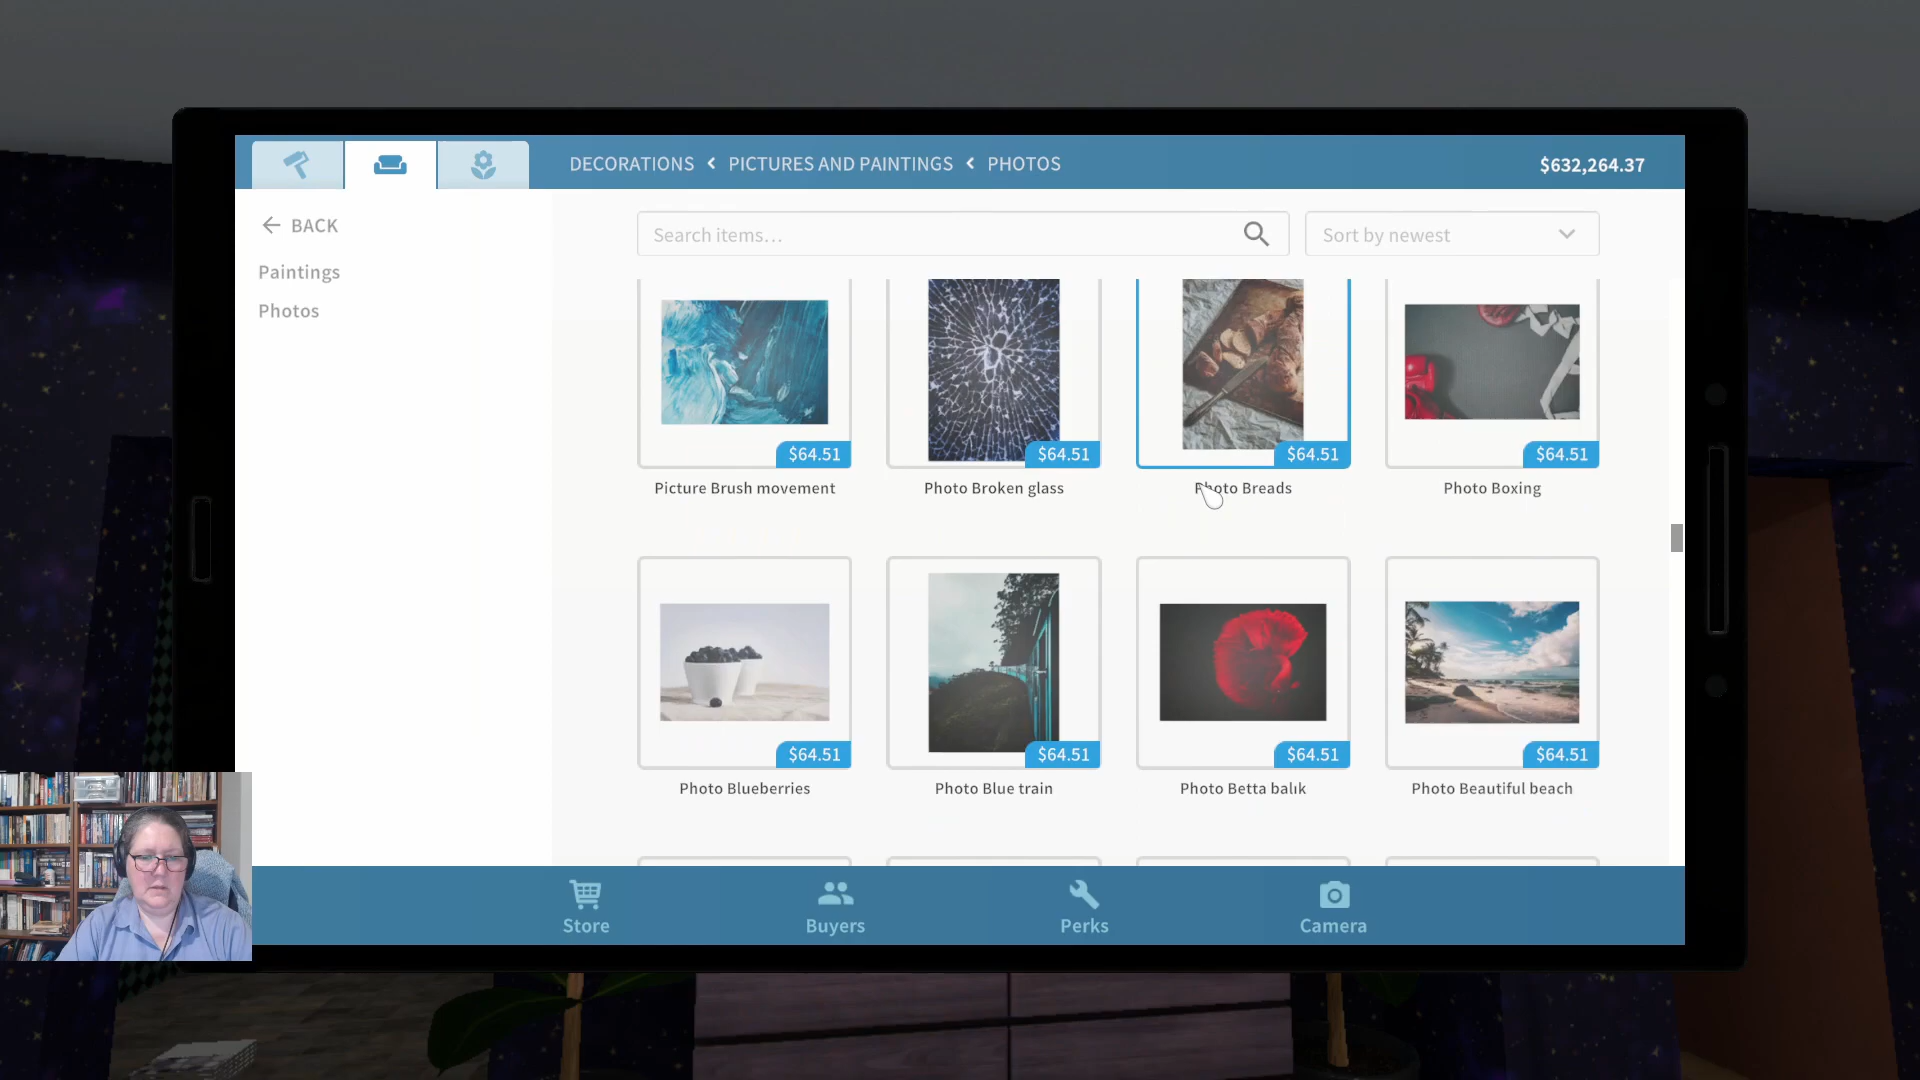 DECORATIONS < PICTURES AND PAINTINGS < PHOTOS
$632,264.37
BACK
Paintings
Photos
Search items...
Sort by newest
$64.51
$64.51
$64.51
$64.51
Picture Brush movement
Photo Broken glass
Photo Breads
Photo Boxing
$64.51
$64.51
$64.51
$64.51
Photo Blueberries
Photo Blue train
Photo Betta balık
Photo Beautiful beach
Store
Buyers
Perks
Camera